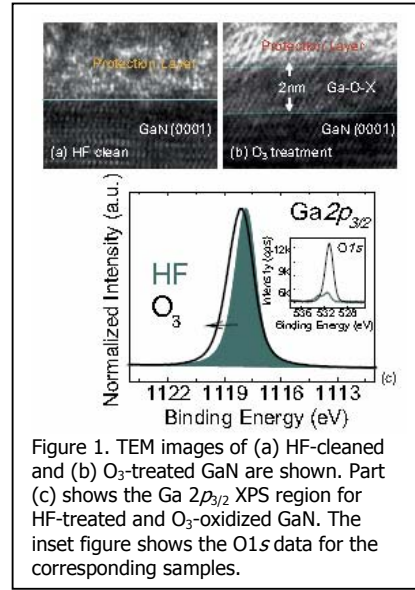 Protection Layer
GaN (0001)
(a) HF clean
Protection Layer
2nm
Ga-O-X
GaN (0001)
(b) O3 treatment
Normalized Intensity (a.u.)
Ga2p3/2
HF
O3
Intensity (cps)
12k
9k
6k
O1s
536 532 528
Binding Energy (eV)
(c)
1122 1119 1116 1113
Binding Energy (eV)
Figure 1. TEM images of (a) HF-cleaned
and (b) O3-treated GaN are shown. Part
(c) shows the Ga 2p3/2 XPS region for
HF-treated and O3-oxidized GaN. The
inset figure shows the O1s data for the
corresponding samples.